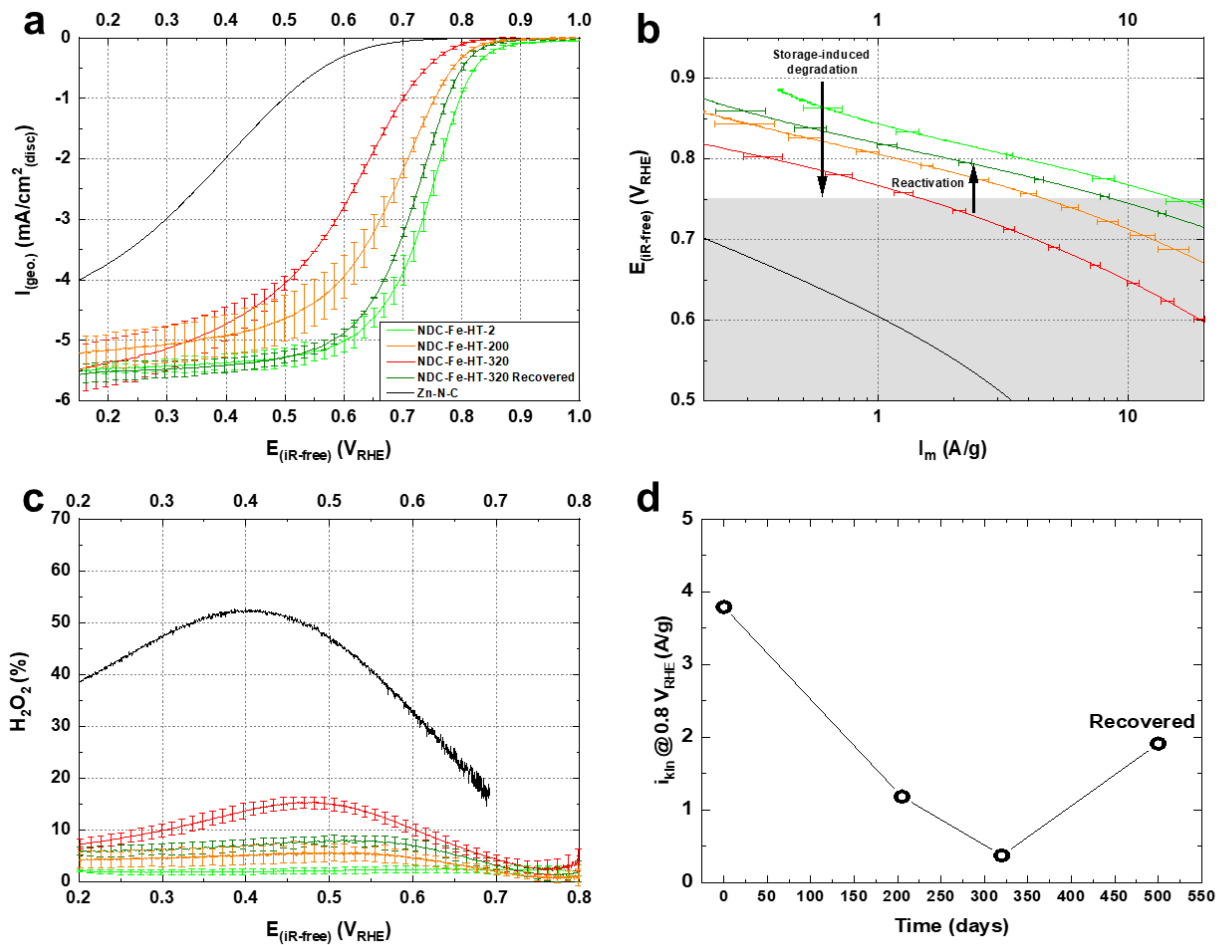 a
0.2 0.3 0.4 0.5 0.6 0.7 0.8 0.9 1.0
0
-1
-2
-3
-4
-5
-6
I(geo.) (mA/cm²(disc))
NDC-Fe-HT-2
NDC-Fe-HT-200
NDC-Fe-HT-320
NDC-Fe-HT-320 Recovered
Zn-N-C
0.2 0.3 0.4 0.5 0.6 0.7 0.8 0.9 1.0
E(iR-free) (VRHE)
b
1 10
0.9
0.8
0.7
0.6
0.5
E(iR-free) (VRHE)
Storage-induced
degradation
Reactivation
1 10
Im (A/g)
c
0.2 0.3 0.4 0.5 0.6 0.7 0.8
70
60
50
40
30
20
10
0
H2O2 (%)
0.2 0.3 0.4 0.5 0.6 0.7 0.8
E(iR-free) (VRHE)
d
5
4
3
2
1
0
ikin @ 0.8 VRHE (A/g)
Recovered
0 50 100 150 200 250 300 350 400 450 500 550
Time (days)